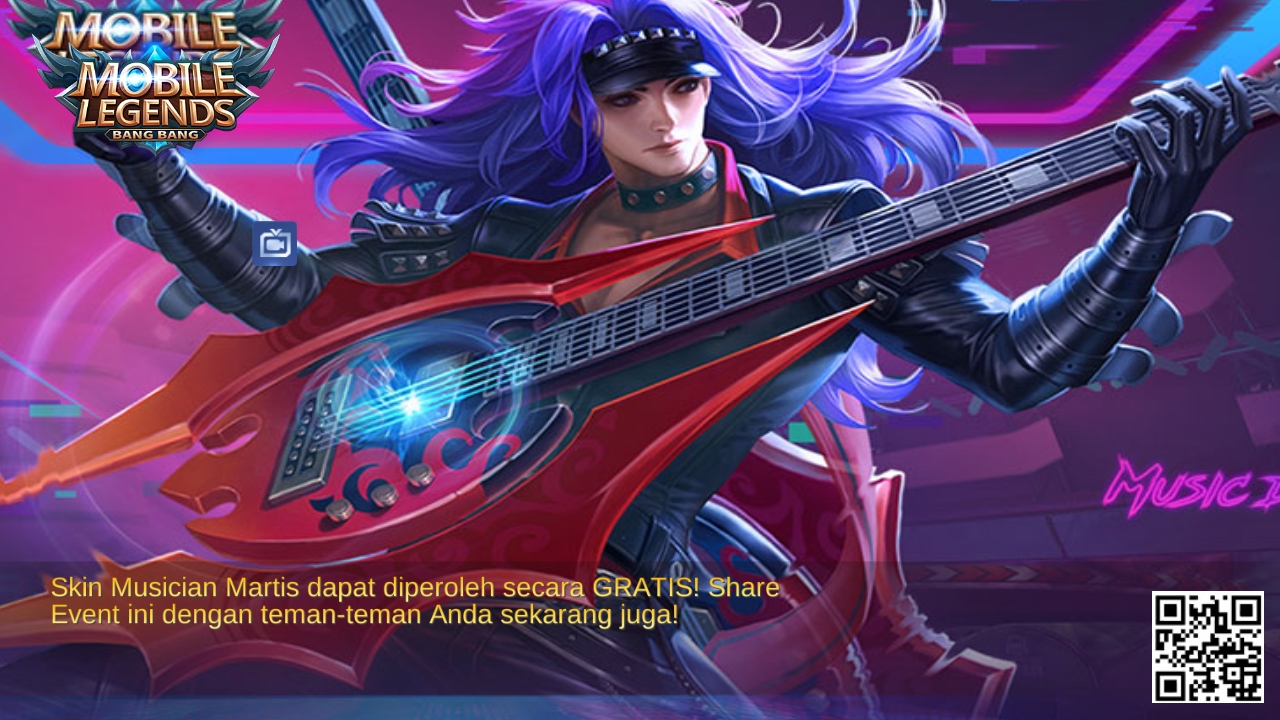 MOBILE
MOBILE
LEGENDS
BANG BANG
MUSIC
Skin Musician Martis dapat diperoleh secara GRATIS! Share
Event ini dengan teman-teman Anda sekarang juga!